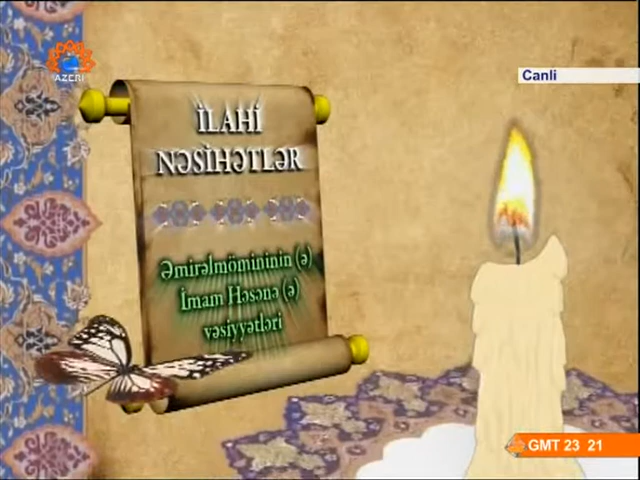 AZERI
Canli
İLAHİ
NƏSİHƏTLƏR
Əmirəlmömininin (ə)
İmam Həsənə (ə)
vəsiyyətləri
GMT 23 21